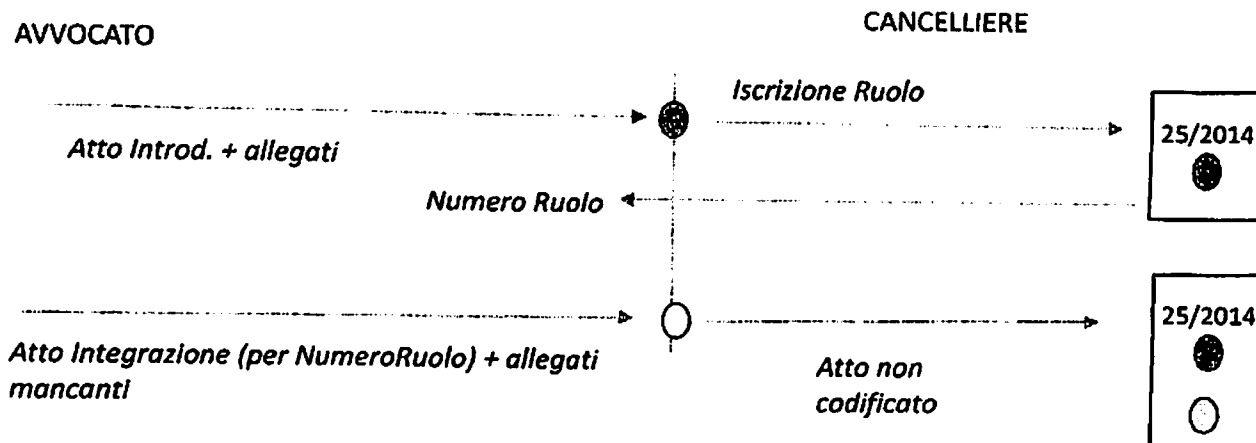 AVVOCATO
CANCELLIERE
Iscrizione Ruolo
Atto Introd. + allegati
25/2014
Numero Ruolo
25/2014
Atto Integrazione (per NumeroRuolo) + allegati
mancanti
Atto non
codificato